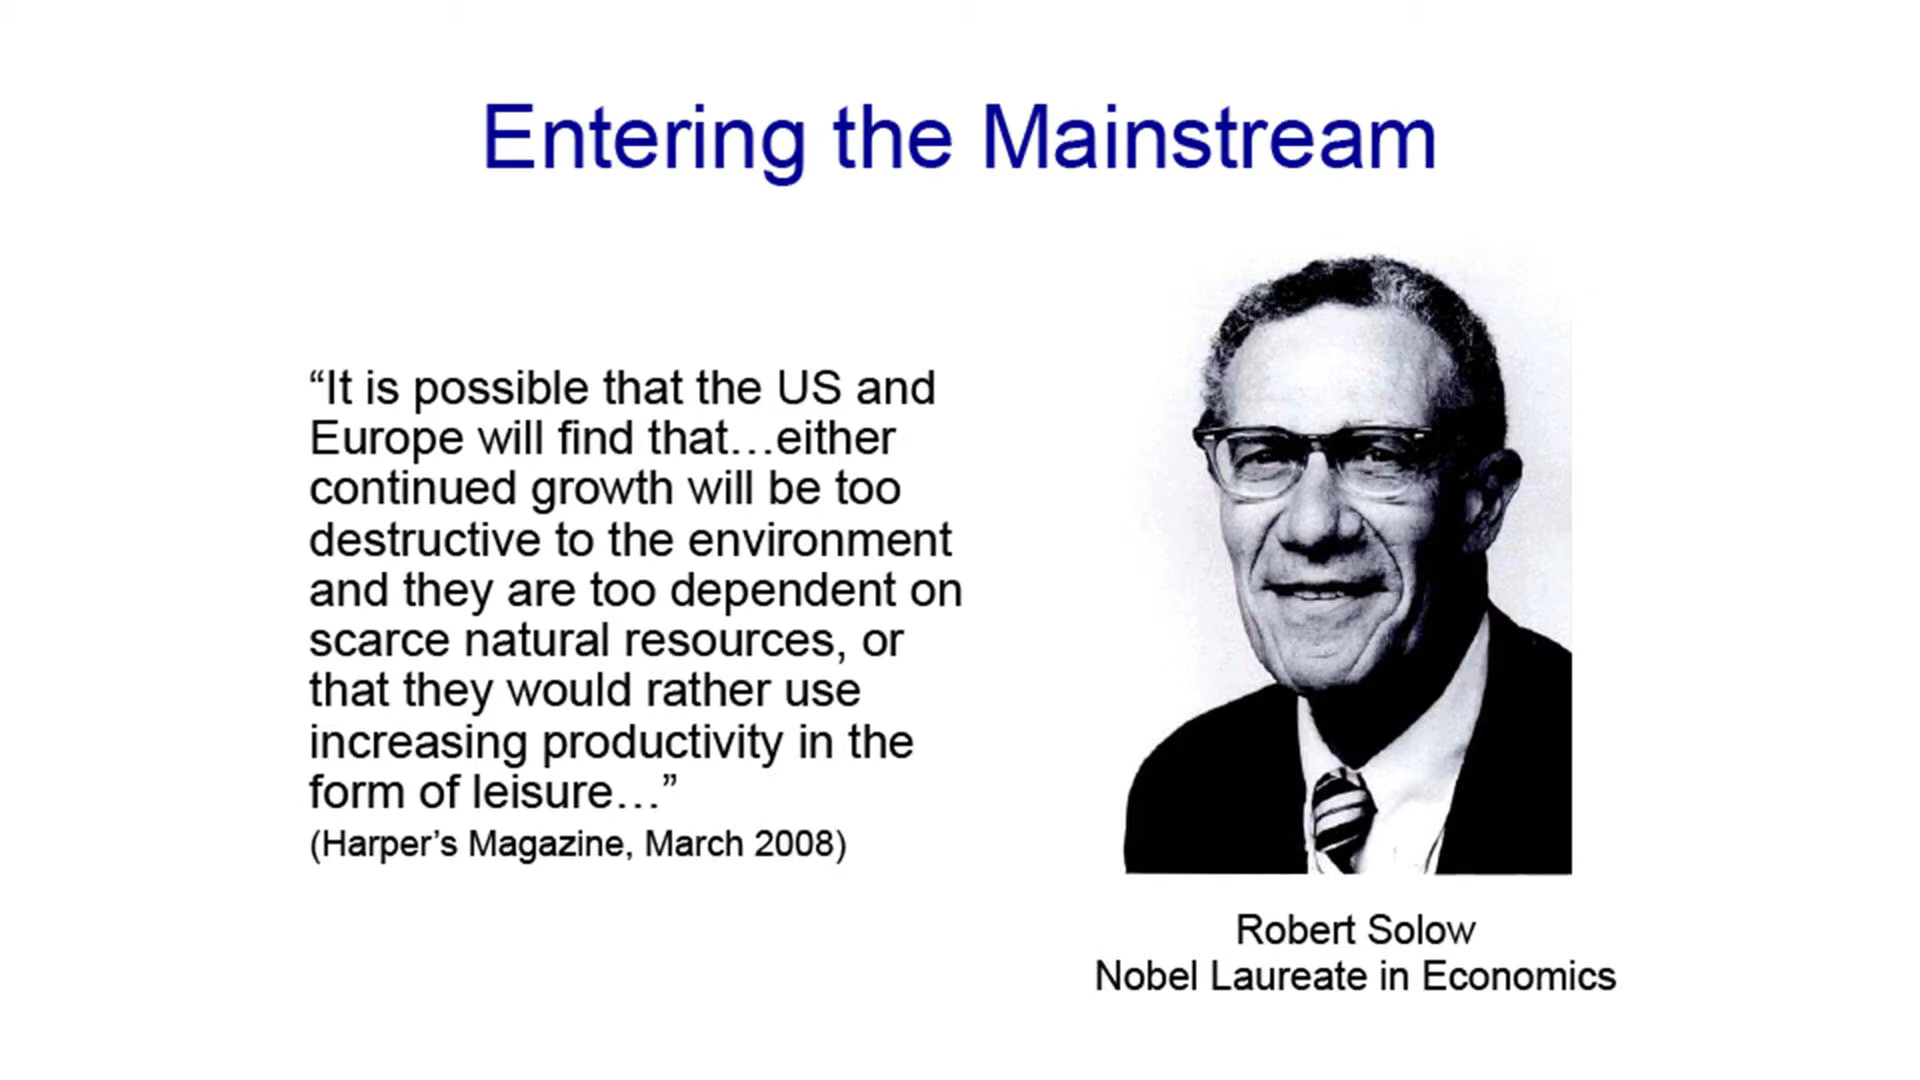 Entering the Mainstream
“It is possible that the US and
Europe will find that…either
continued growth will be too
destructive to the environment
and they are too dependent on
scarce natural resources, or
that they would rather use
increasing productivity in the
form of leisure…”
(Harper’s Magazine, March 2008)
Robert Solow
Nobel Laureate in Economics